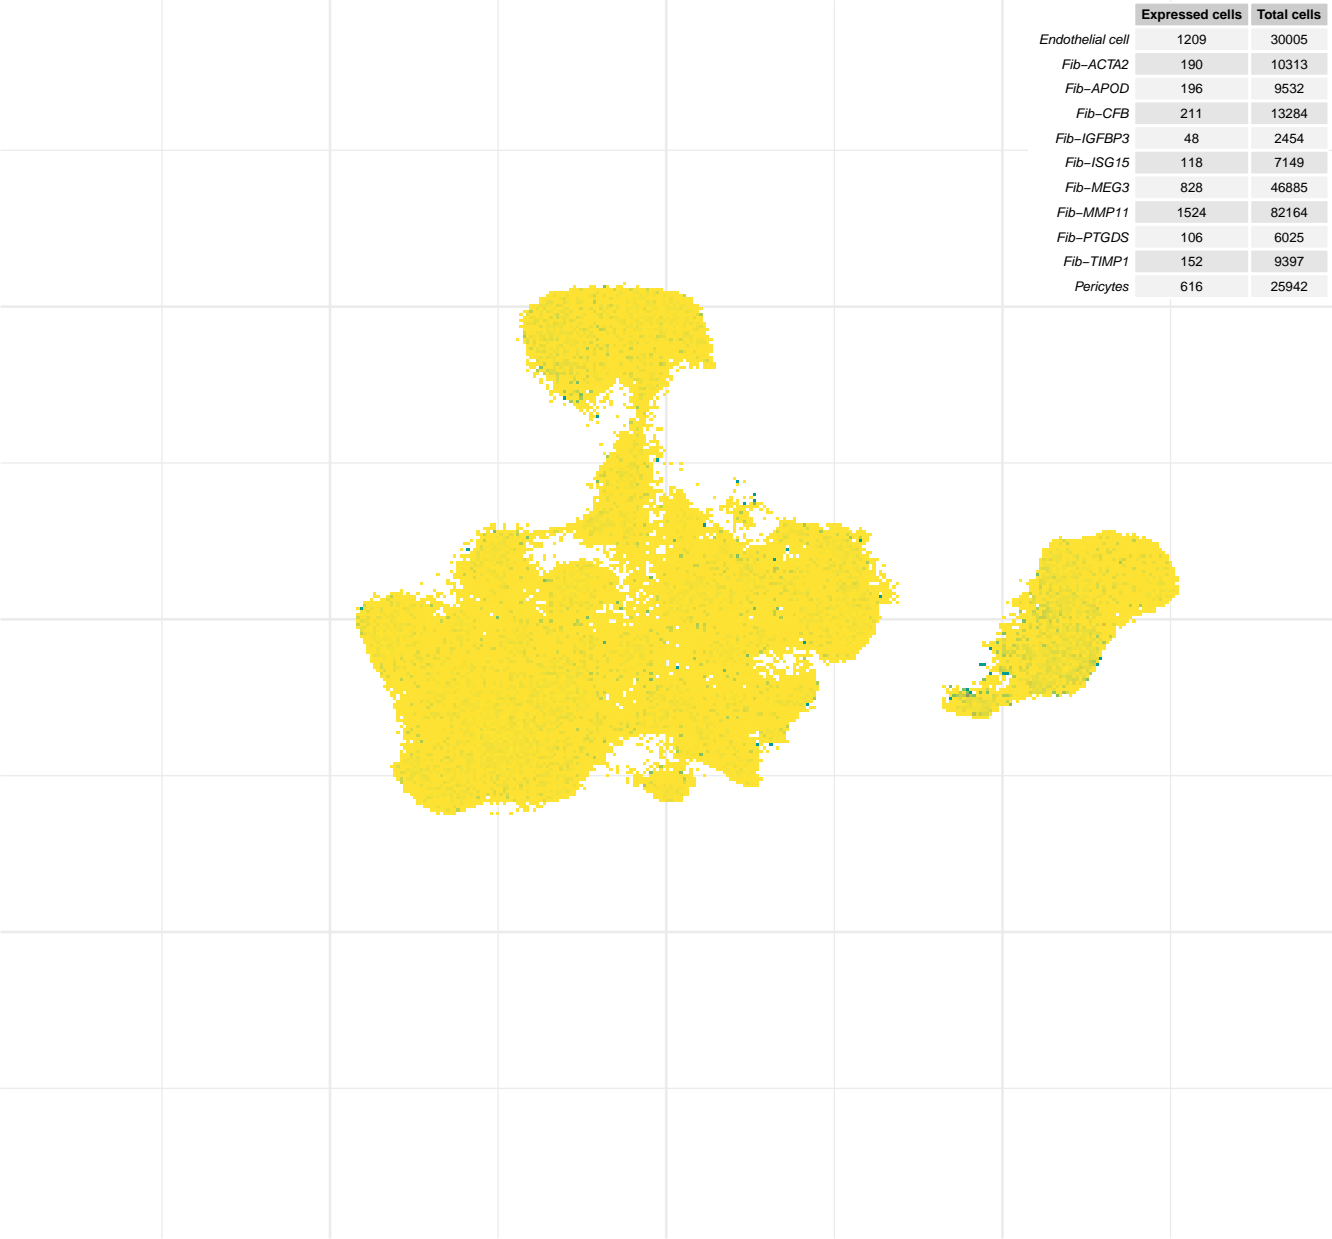 Expressed cells Total cells
Endothelial cell 1209 30005
Fib−ACTA2 190 10313
Fib−APOD 196 9532
Fib−CFB 211 13284
Fib−IGFBP3 48 2454
Fib−ISG15 118 7149
Fib−MEG3 828 46885
Fib−MMP11 1524 82164
Fib−PTGDS 106 6025
Fib−TIMP1 152 9397
Pericytes 616 25942